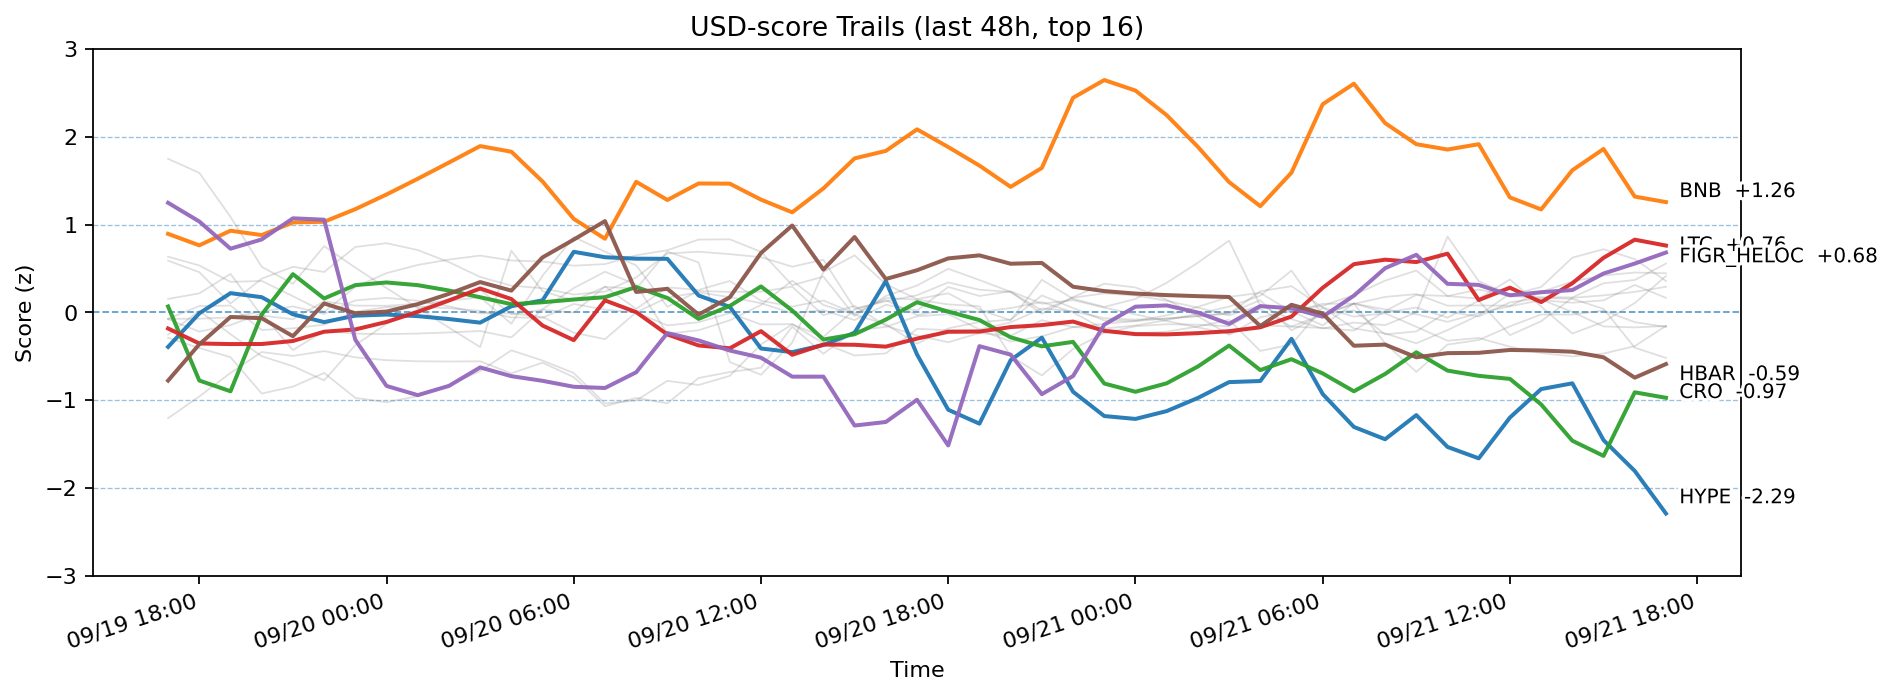 USD-score Trails (last 48h, top 16)
Score (z)
3
2
1
0
−1
−2
−3
BNB +1.26
LTC +0.76
FIGR_HELOC +0.68
HBAR -0.59
CRO -0.97
HYPE -2.29
09/19 18:00
09/20 00:00
09/20 06:00
09/20 12:00
09/20 18:00
09/21 00:00
09/21 06:00
09/21 12:00
09/21 18:00
Time